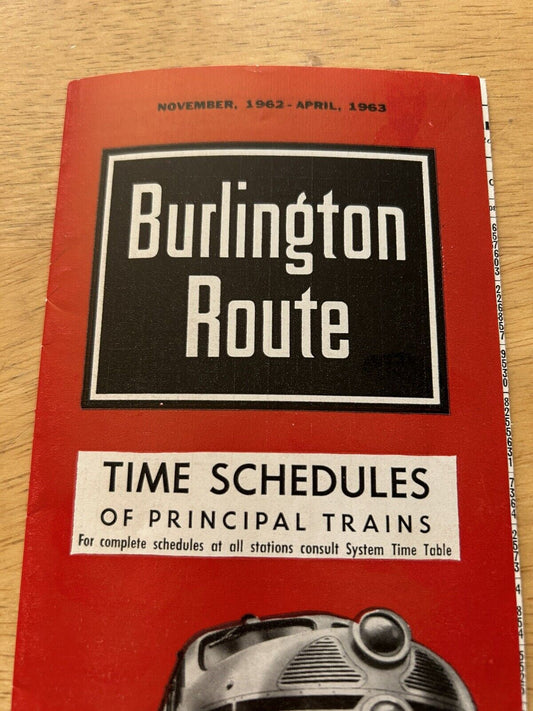 NOVEMBER, 1962 - APRIL, 1963
Burlington
Route
TIME SCHEDULES
OF PRINCIPAL TRAINS
For complete schedules at all stations consult System Time Table